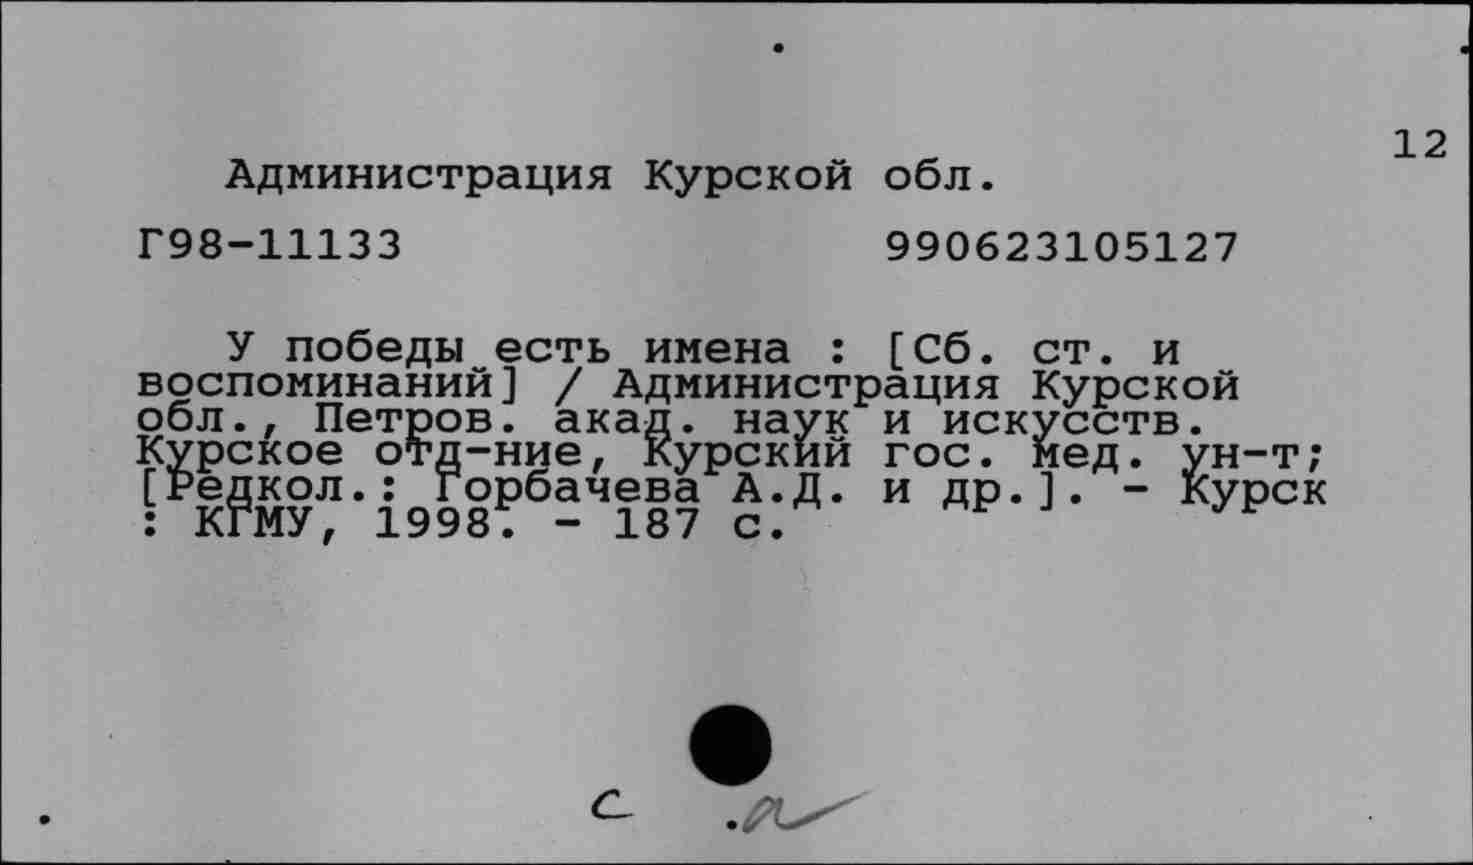 12
Администрация Курской обл.
Г98-11133 990623105127
У победы есть имена : [Сб. ст. и
воспоминаний] / Администрация Курской
обл., Петров. акад. наук и искусств.
Курское отд-ние, Курский гос. мед. ун-т;
[Редкол.: Горбачева А.Д. и др.]. - Курск
: КГМУ, 1998. - 187 с.
с